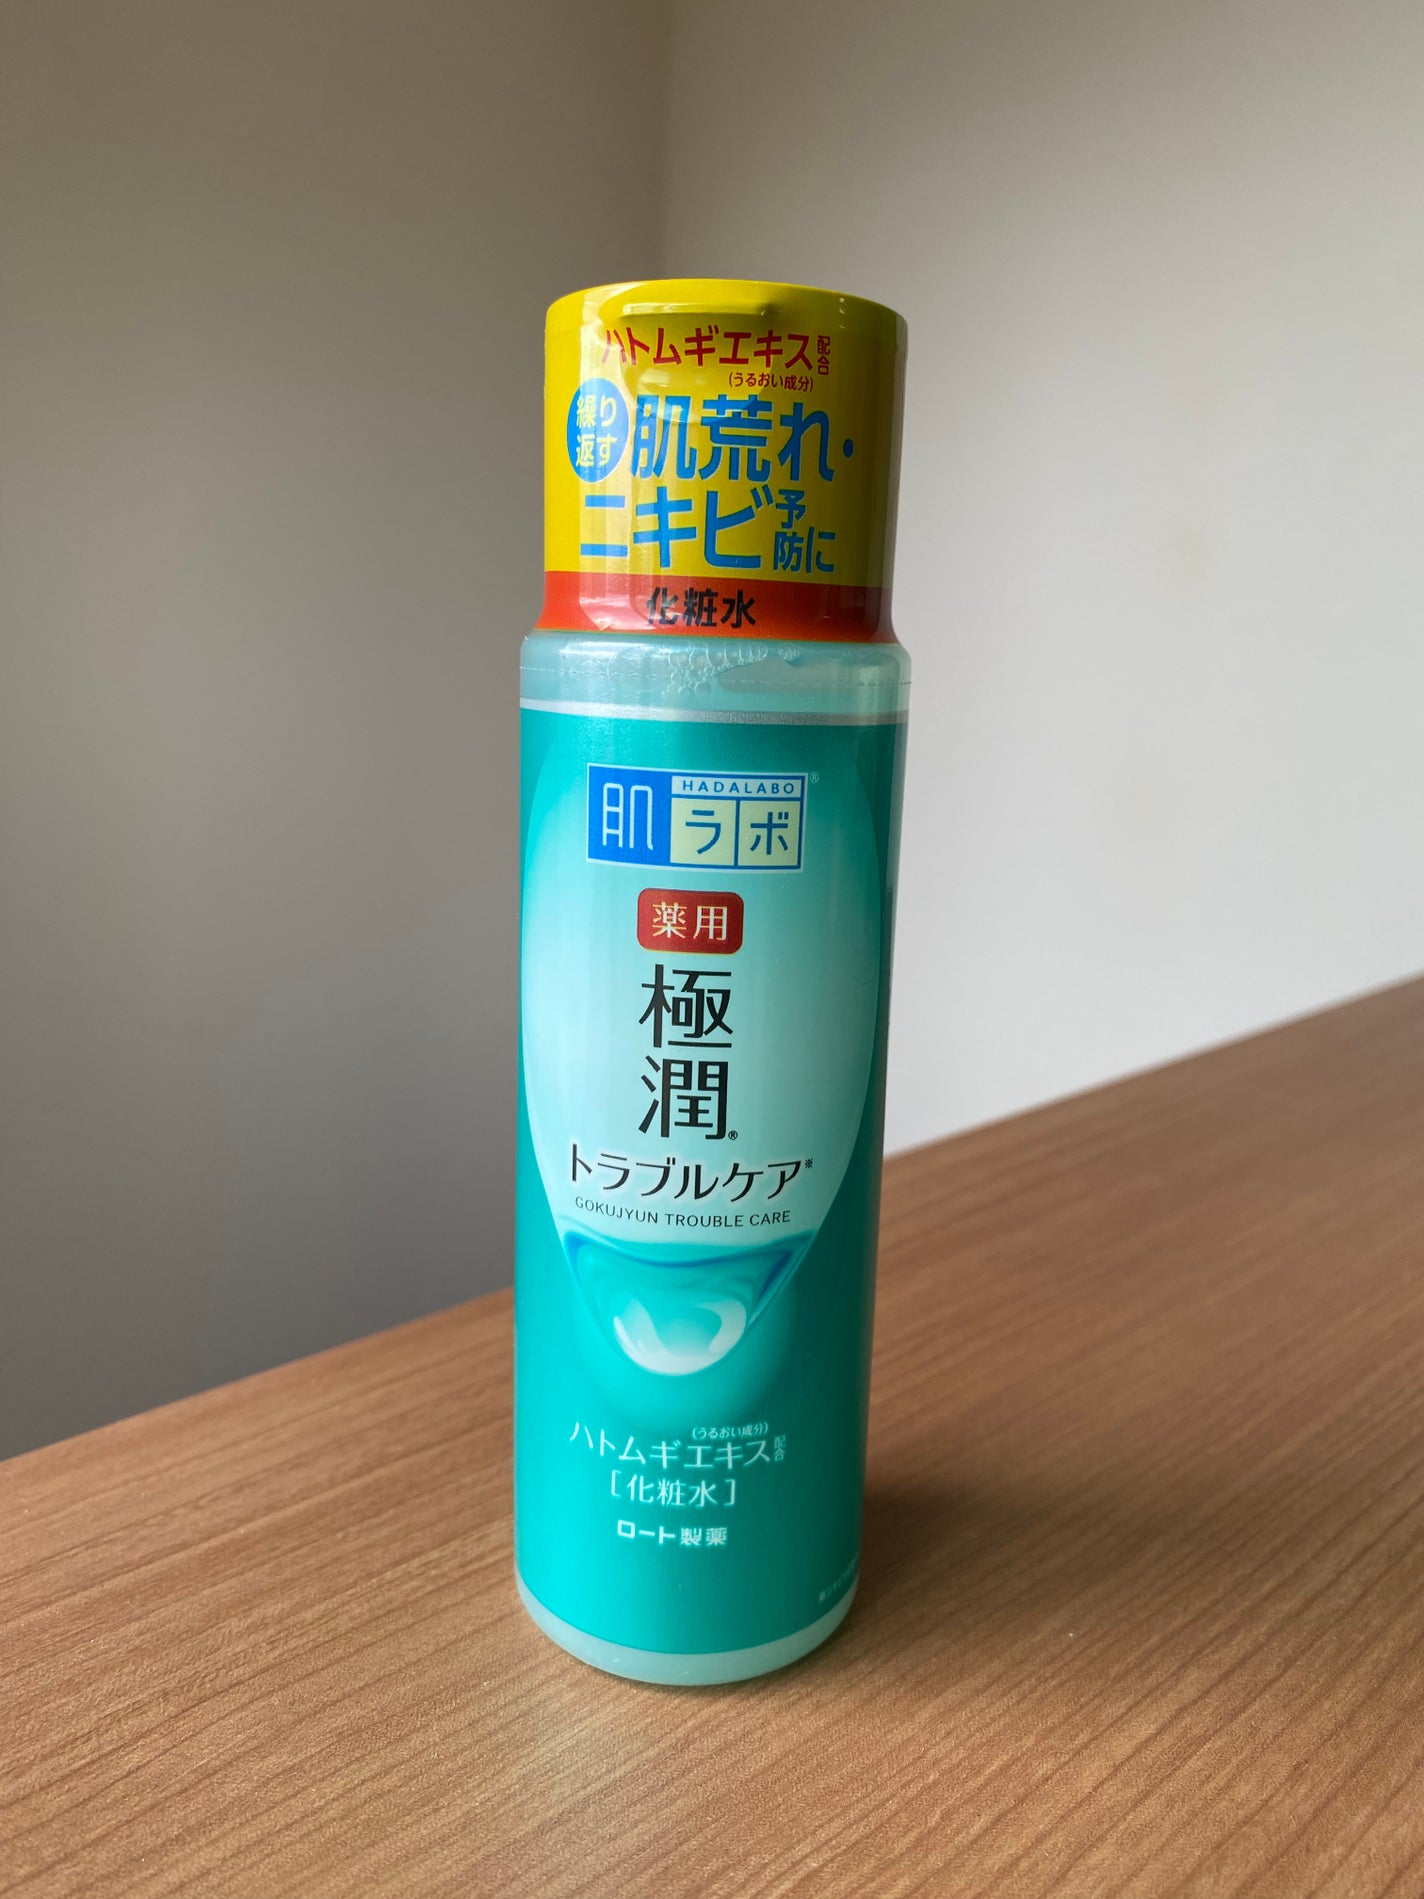 ハトムギエキス配合
(うるおい成分)
繰り返す
肌荒れ・
ニキビ予防に
化粧水
HADALABO®
肌ラボ
薬用
極
潤®
トラブルケア※
GOKUJYUN TROUBLE CARE
(うるおい成分)
ハトムギエキス配合
[化粧水]
ロート製薬